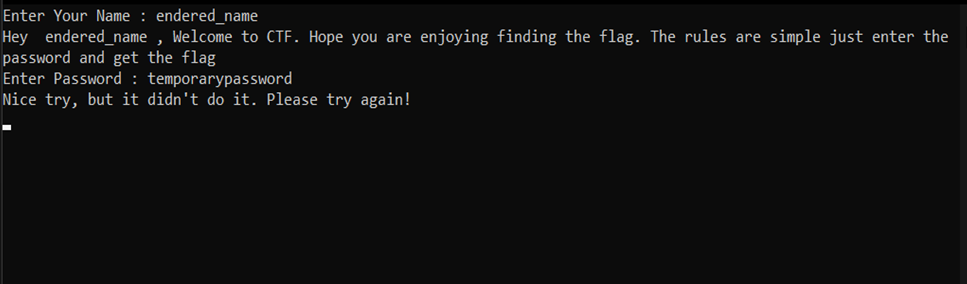 Enter Your Name : endered_name
Hey  endered_name , Welcome to CTF. Hope you are enjoying finding the flag. The rules are simple just enter the
password and get the flag
Enter Password : temporarypassword
Nice try, but it didn't do it. Please try again!